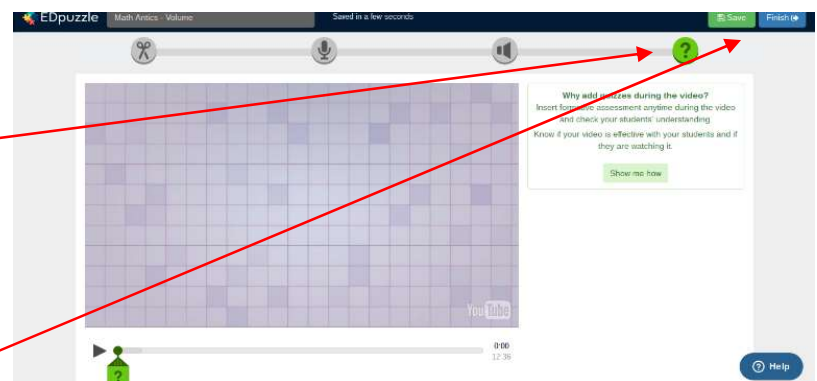 EDpuzzle Math Antics - Volume Saved in a few seconds Save Finish
?
Why add quizzes during the video?
Insert formative assessment anytime during the video
and check your students' understanding
Know if your video is effective with your students and if
they are watching it.
Show me how
You Tube
0:00
12:36
?
? Help